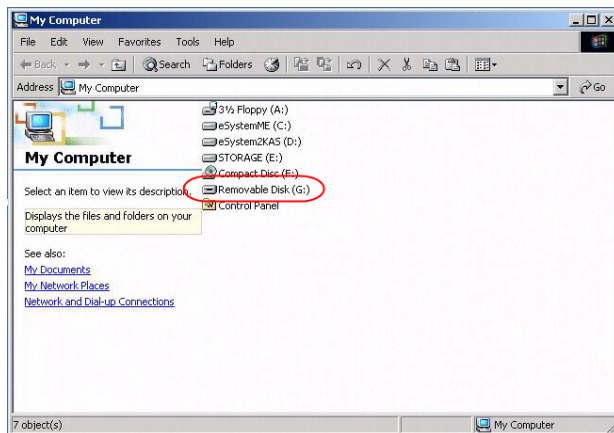 My Computer
File Edit View Favorites Tools Help
Back Search Folders
Address My Computer Go
3½ Floppy (A:)
eSystemME (C:)
eSystem2KAS (D:)
STORAGE (E:)
Compact Disc (F:)
Removable Disk (G:)
Control Panel
My Computer
Select an item to view its description.
Displays the files and folders on your
computer
See also:
My Documents
My Network Places
Network and Dial-up Connections
7 object(s) My Computer